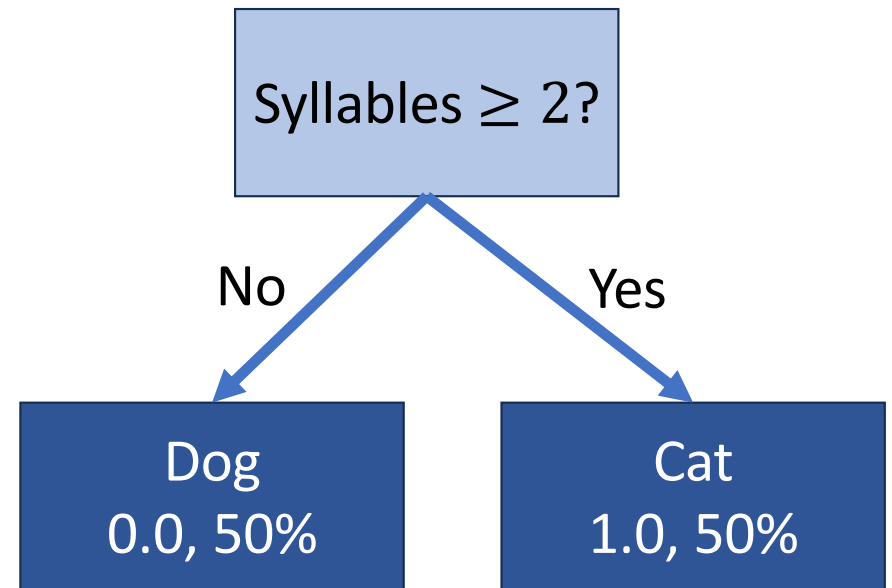 Syllables ≥ 2?
No
Yes
Dog
0.0, 50%
Cat
1.0, 50%